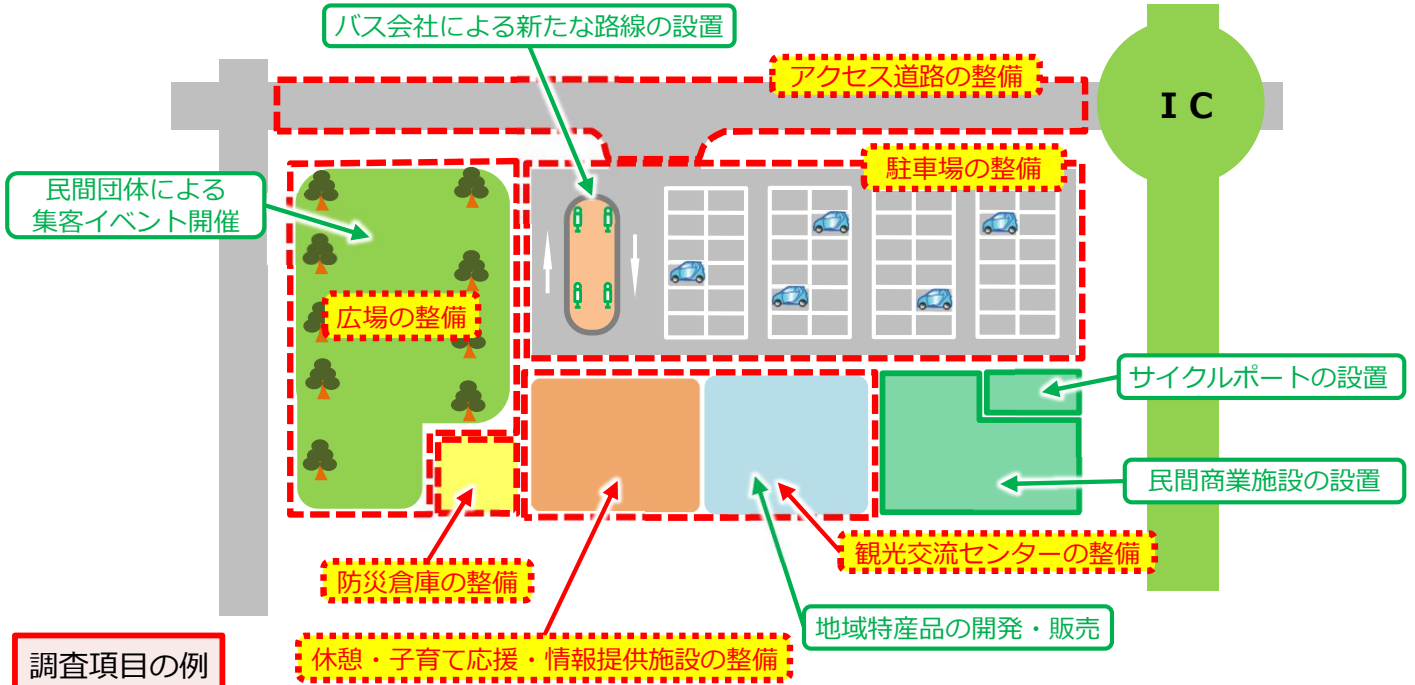 バス会社による新たな路線の設置
アクセス道路の整備
ＩＣ
駐車場の整備
民間団体による
集客イベント開催
広場の整備
サイクルポートの設置
民間商業施設の設置
観光交流センターの整備
防災倉庫の整備
地域特産品の開発・販売
休憩・子育て応援・情報提供施設の整備
調査項目の例